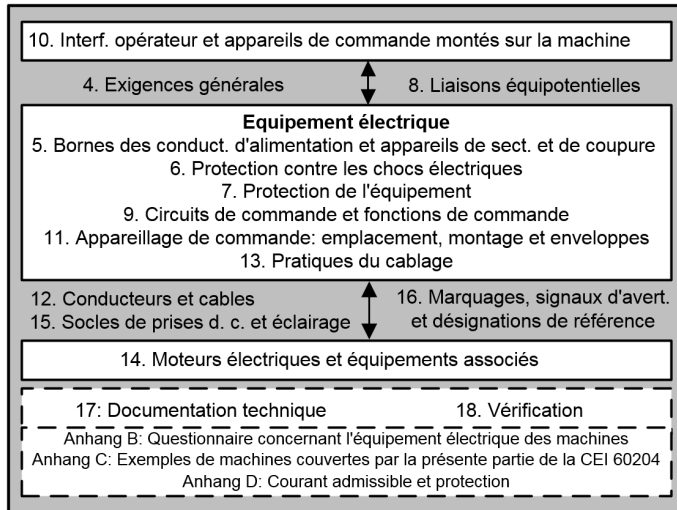 10. Interf. opérateur et appareils de commande montés sur la machine
4. Exigences générales
8. Liaisons équipotentielles
Equipement électrique
5. Bornes des conduct. d'alimentation et appareils de sect. et de coupure
6. Protection contre les chocs électriques
7. Protection de l'équipement
9. Circuits de commande et fonctions de commande
11. Appareillage de commande: emplacement, montage et enveloppes
13. Pratiques du cablage
12. Conducteurs et cables
15. Socles de prises d. c. et éclairage
16. Marquages, signaux d'avert.
et désignations de référence
14. Moteurs électriques et équipements associés
17: Documentation technique
18. Vérification
Anhang B: Questionnaire concernant l'équipement électrique des machines
Anhang C: Exemples de machines couvertes par la présente partie de la CEI 60204
Anhang D: Courant admissible et protection